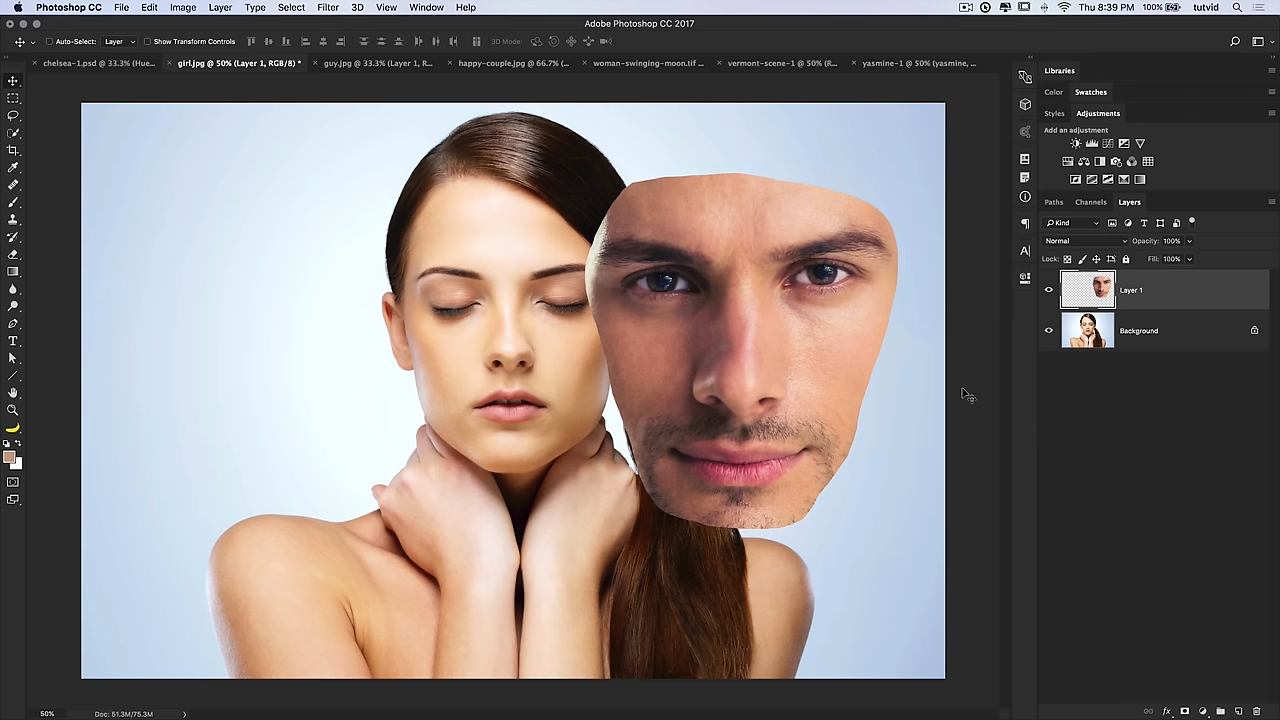 Photoshop CC File Edit Image Layer Type Select Filter 3D View Window Help Thu 8:39 PM 100% tutvid
Adobe Photoshop CC 2017
Auto-Select: Layer Show Transform Controls 3D Mode:
chelsea-1.psd @ 33.3% (Hue... girl.jpg @ 50% (Layer 1, RGB/8) * guy.jpg @ 33.3% (Layer 1, R... happy-couple.jpg @ 66.7% (... woman-swinging-moon.tif ... vermont-scene-1 @ 50% (R... yasmine-1 @ 50% (yasmine, ...
Libraries
Color Swatches
Styles Adjustments
Add an adjustment
Paths Channels Layers
Kind
Normal Opacity: 100%
Lock: Fill: 100%
Layer 1
Background
50% Doc: 51.3M/75.3M